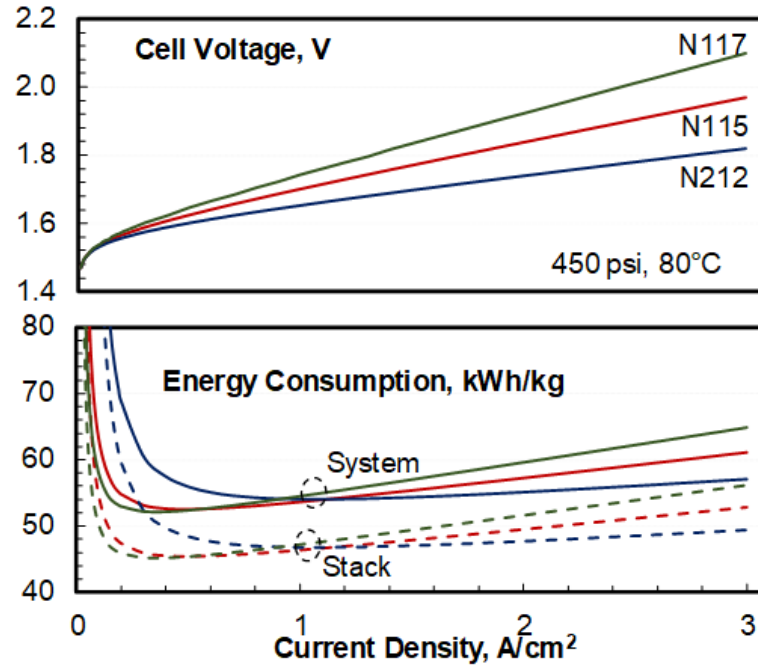 2.2
Cell Voltage, V
N117
2.0
N115
1.8
N212
1.6
450 psi, 80°C
1.4
80
Energy Consumption, kWh/kg
70
System
60
50
Stack
40
0
1
2
3
Current Density, A/cm²